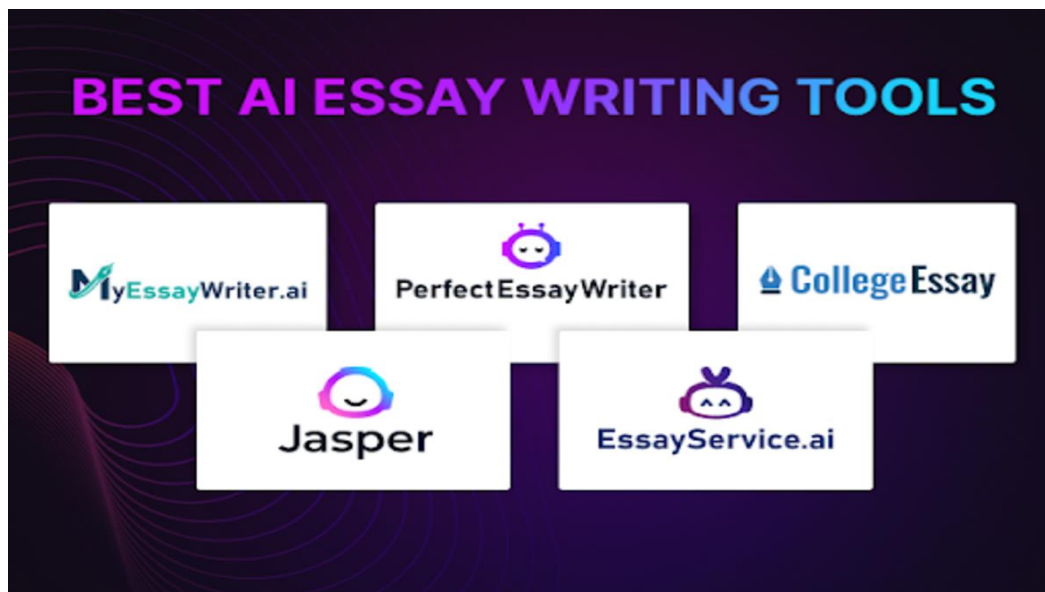 BEST AI ESSAY WRITING TOOLS
MyEssayWriter.ai
PerfectEssayWriter
CollegeEssay
Jasper
EssayService.ai